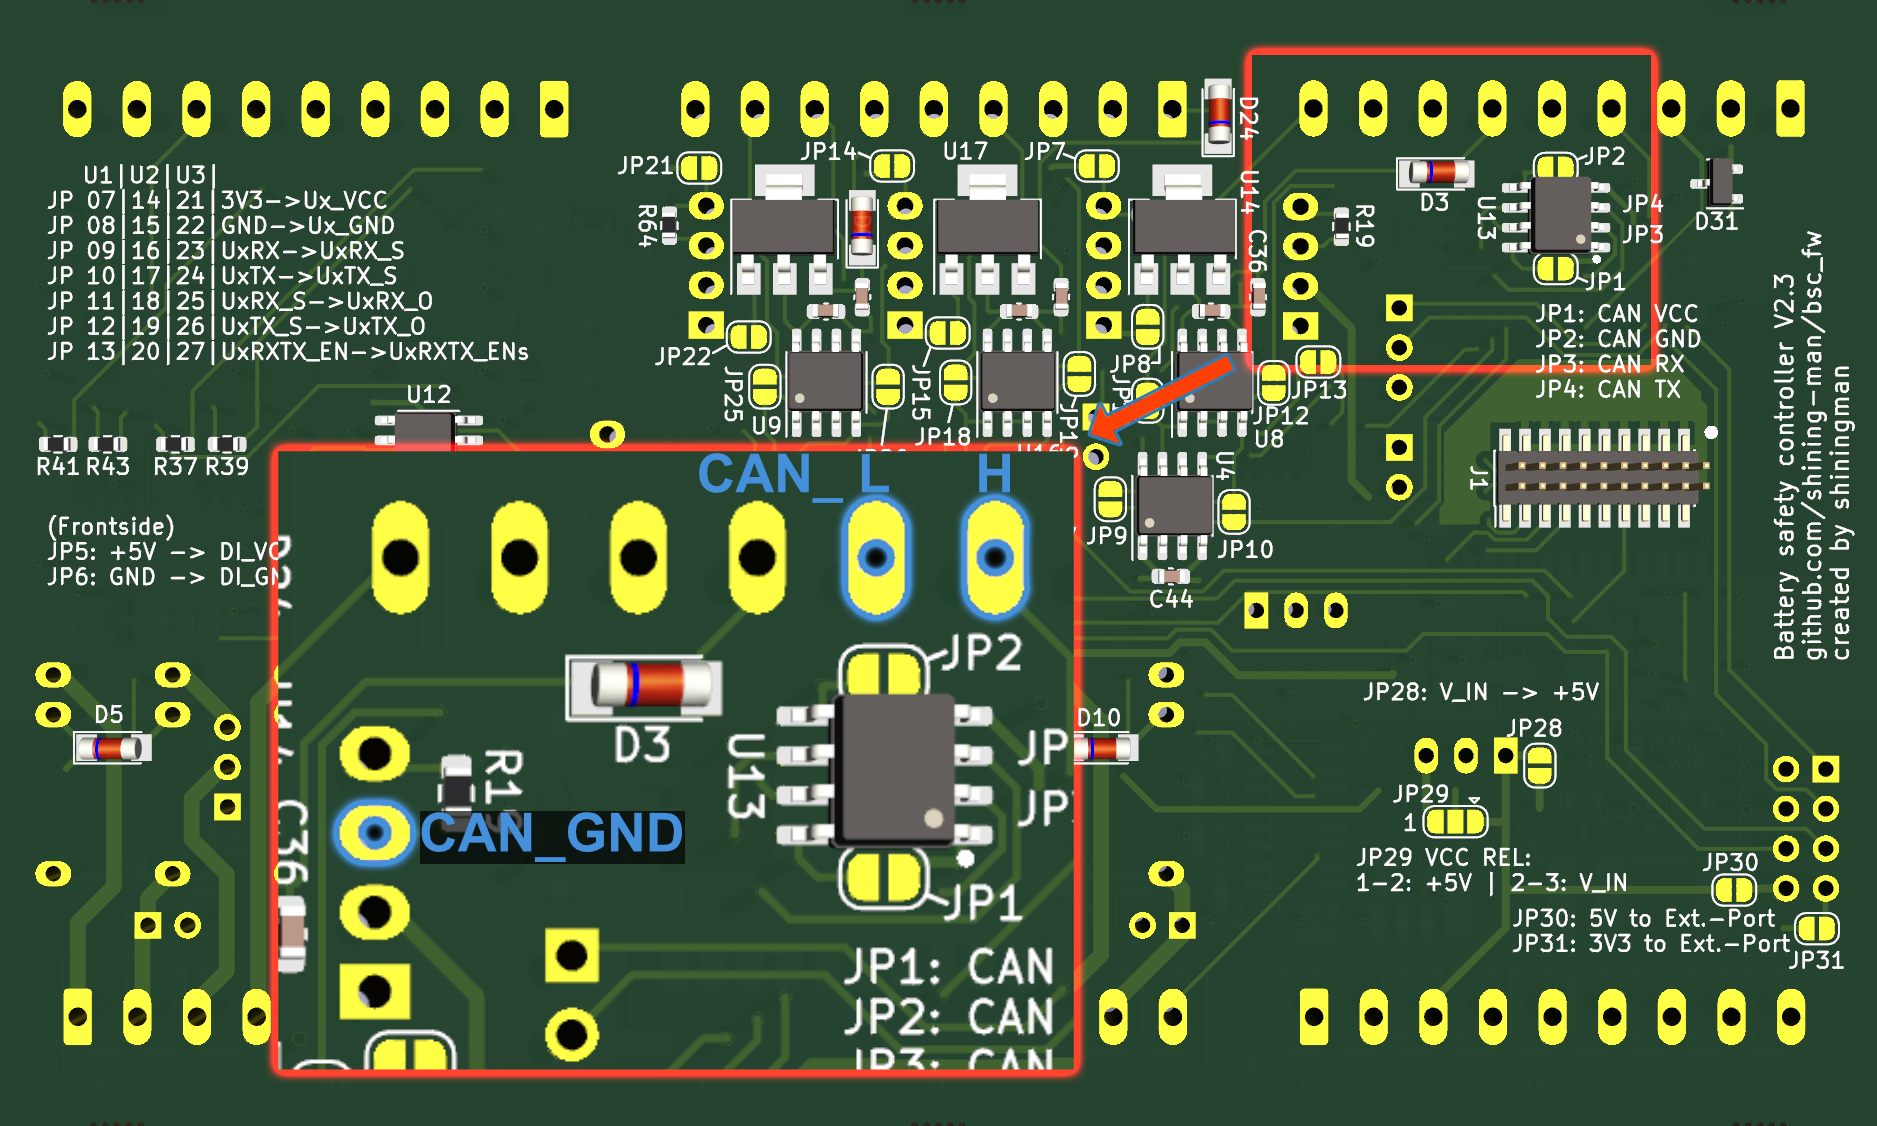 U1|U2|U3|
JP 07|14|21|3V3->Ux_VCC
JP 08|15|22|GND->Ux_GND
JP 09|16|23|UxRX->UxRX_S
JP 10|17|24|UxTX->UxTX_S
JP 11|18|25|UxRX_S->UxRX_O
JP 12|19|26|UxTX_S->UxTX_O
JP 13|20|27|UxRXTX_EN->UxRXTX_ENs
JP21
JP14
U17
JP7
D24
U14
R64
C36
R19
D3
U13
JP2
JP4
JP3
JP1
D31
JP1: CAN VCC
JP2: CAN GND
JP3: CAN RX
JP4: CAN TX
JP22
JP25
U9
JP15
JP18
JP8
JP13
JP12
U8
U12
R41 R43 R37 R39
(Frontside)
JP5: +5V -> DI_VC
JP6: GND -> DI_GN
U4
JP9
JP10
C44
J1
Battery safety controller V2.3
github.com/shining-man/bsc_fw
created by shiningman
CAN_ L H
JP2
D3
U13
JP
R1
CAN_GND
C36
JP1
JP1: CAN
JP2: CAN
JP3: CAN
D5
D10
JP28: V_IN -> +5V
JP28
JP29
1
JP29 VCC REL:
1-2: +5V | 2-3: V_IN
JP30
JP30: 5V to Ext.-Port
JP31: 3V3 to Ext.-Port
JP31